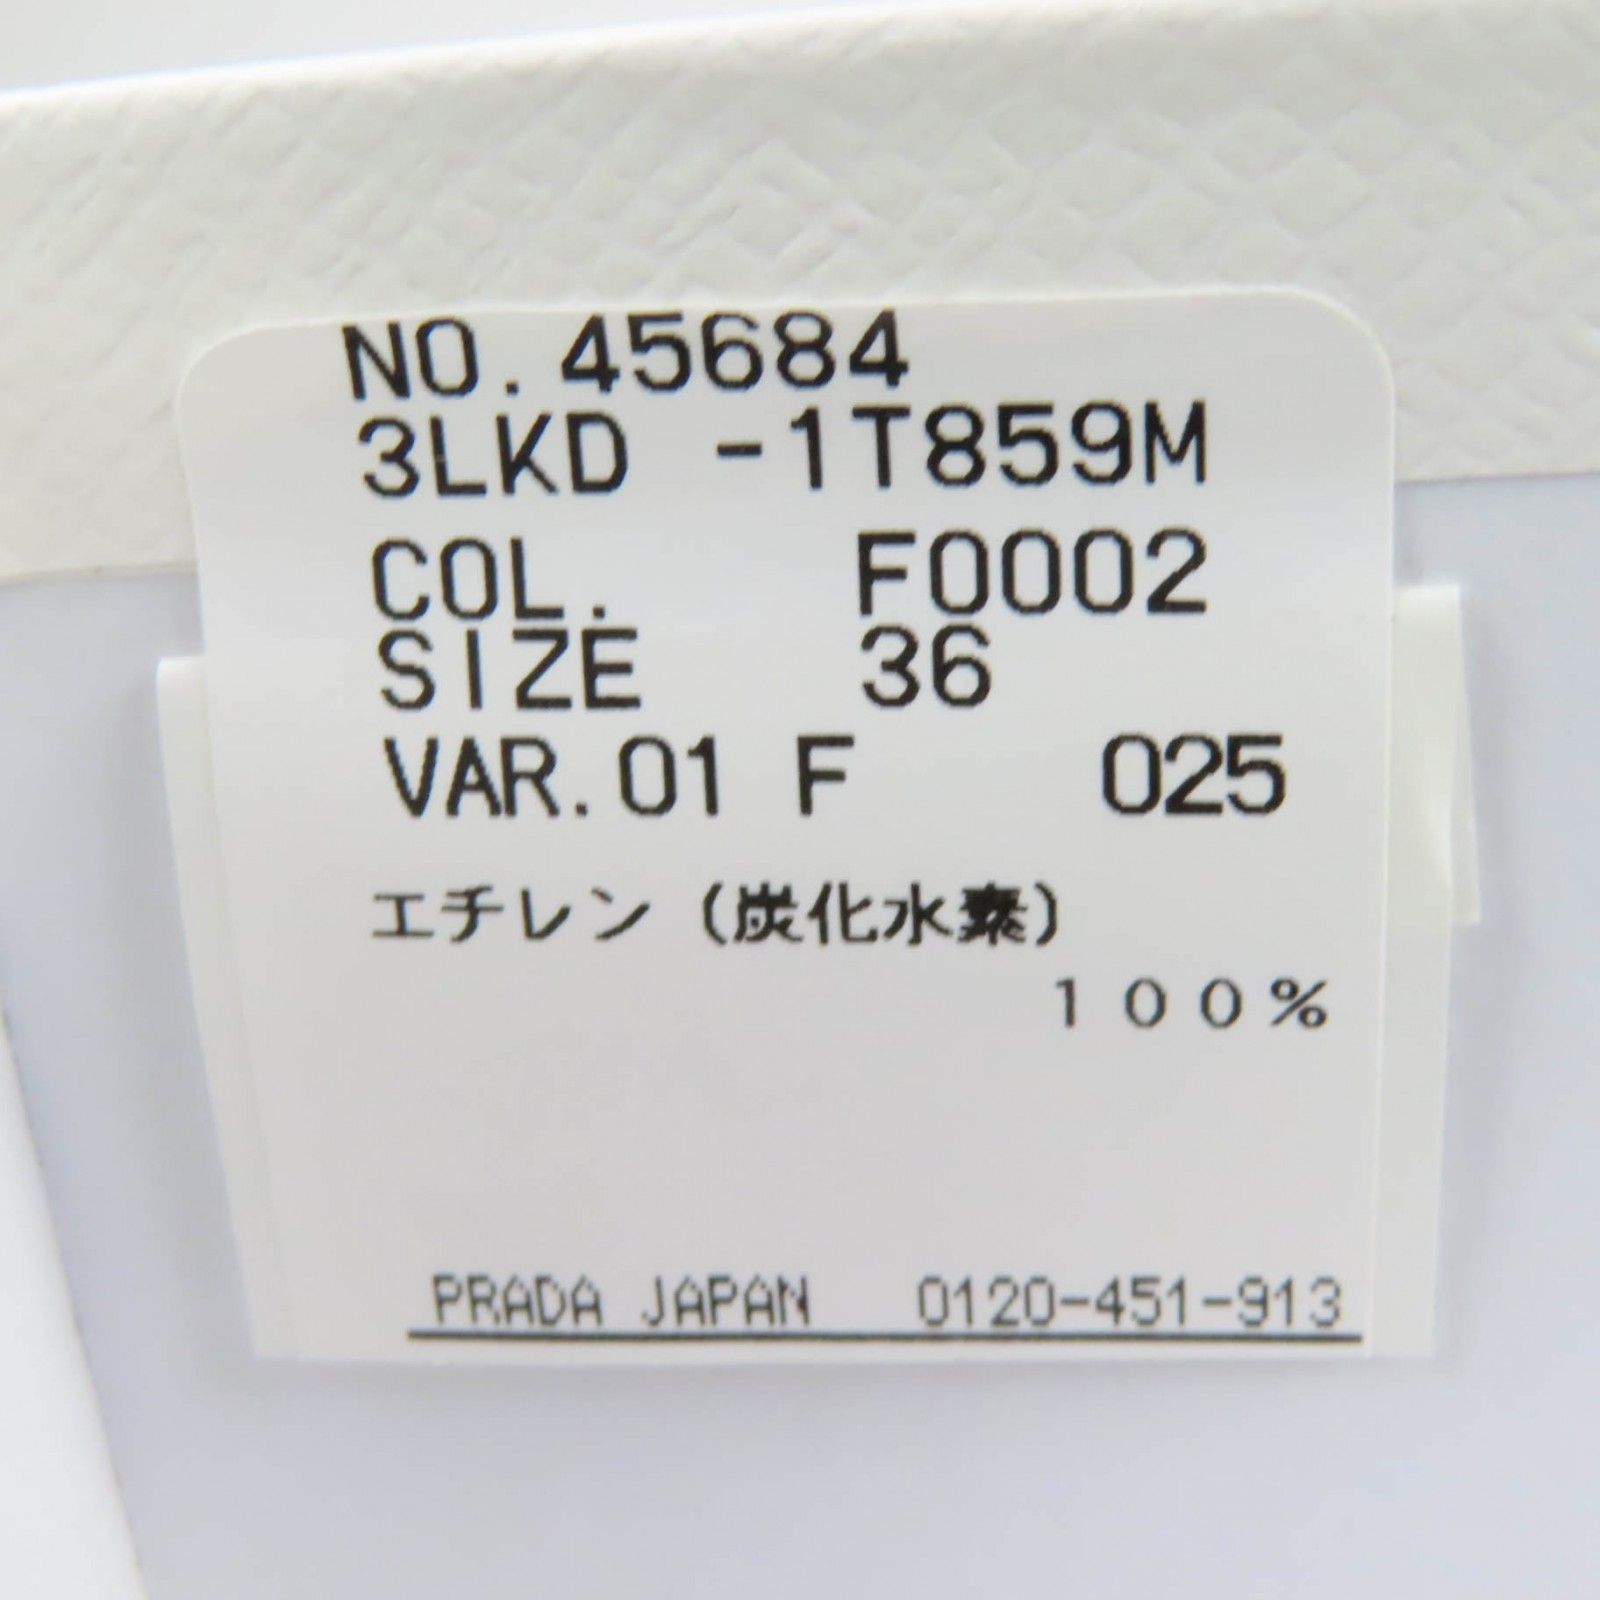 NO.45684
3LKD -1T859M
COL. F0002
SIZE 36
VAR.01 F 025
エチレン(炭化水素)
100%
PRADA JAPAN 0120-451-913